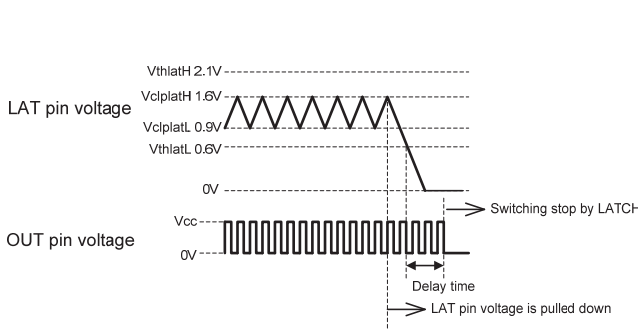 VthlatH 2.1V
LAT pin voltage
VclplatH 1.6V
VclplatL 0.9V
VthlatL 0.6V
0V
Switching stop by LATCH
Vcc
OUT pin voltage
0V
Delay time
LAT pin voltage is pulled down